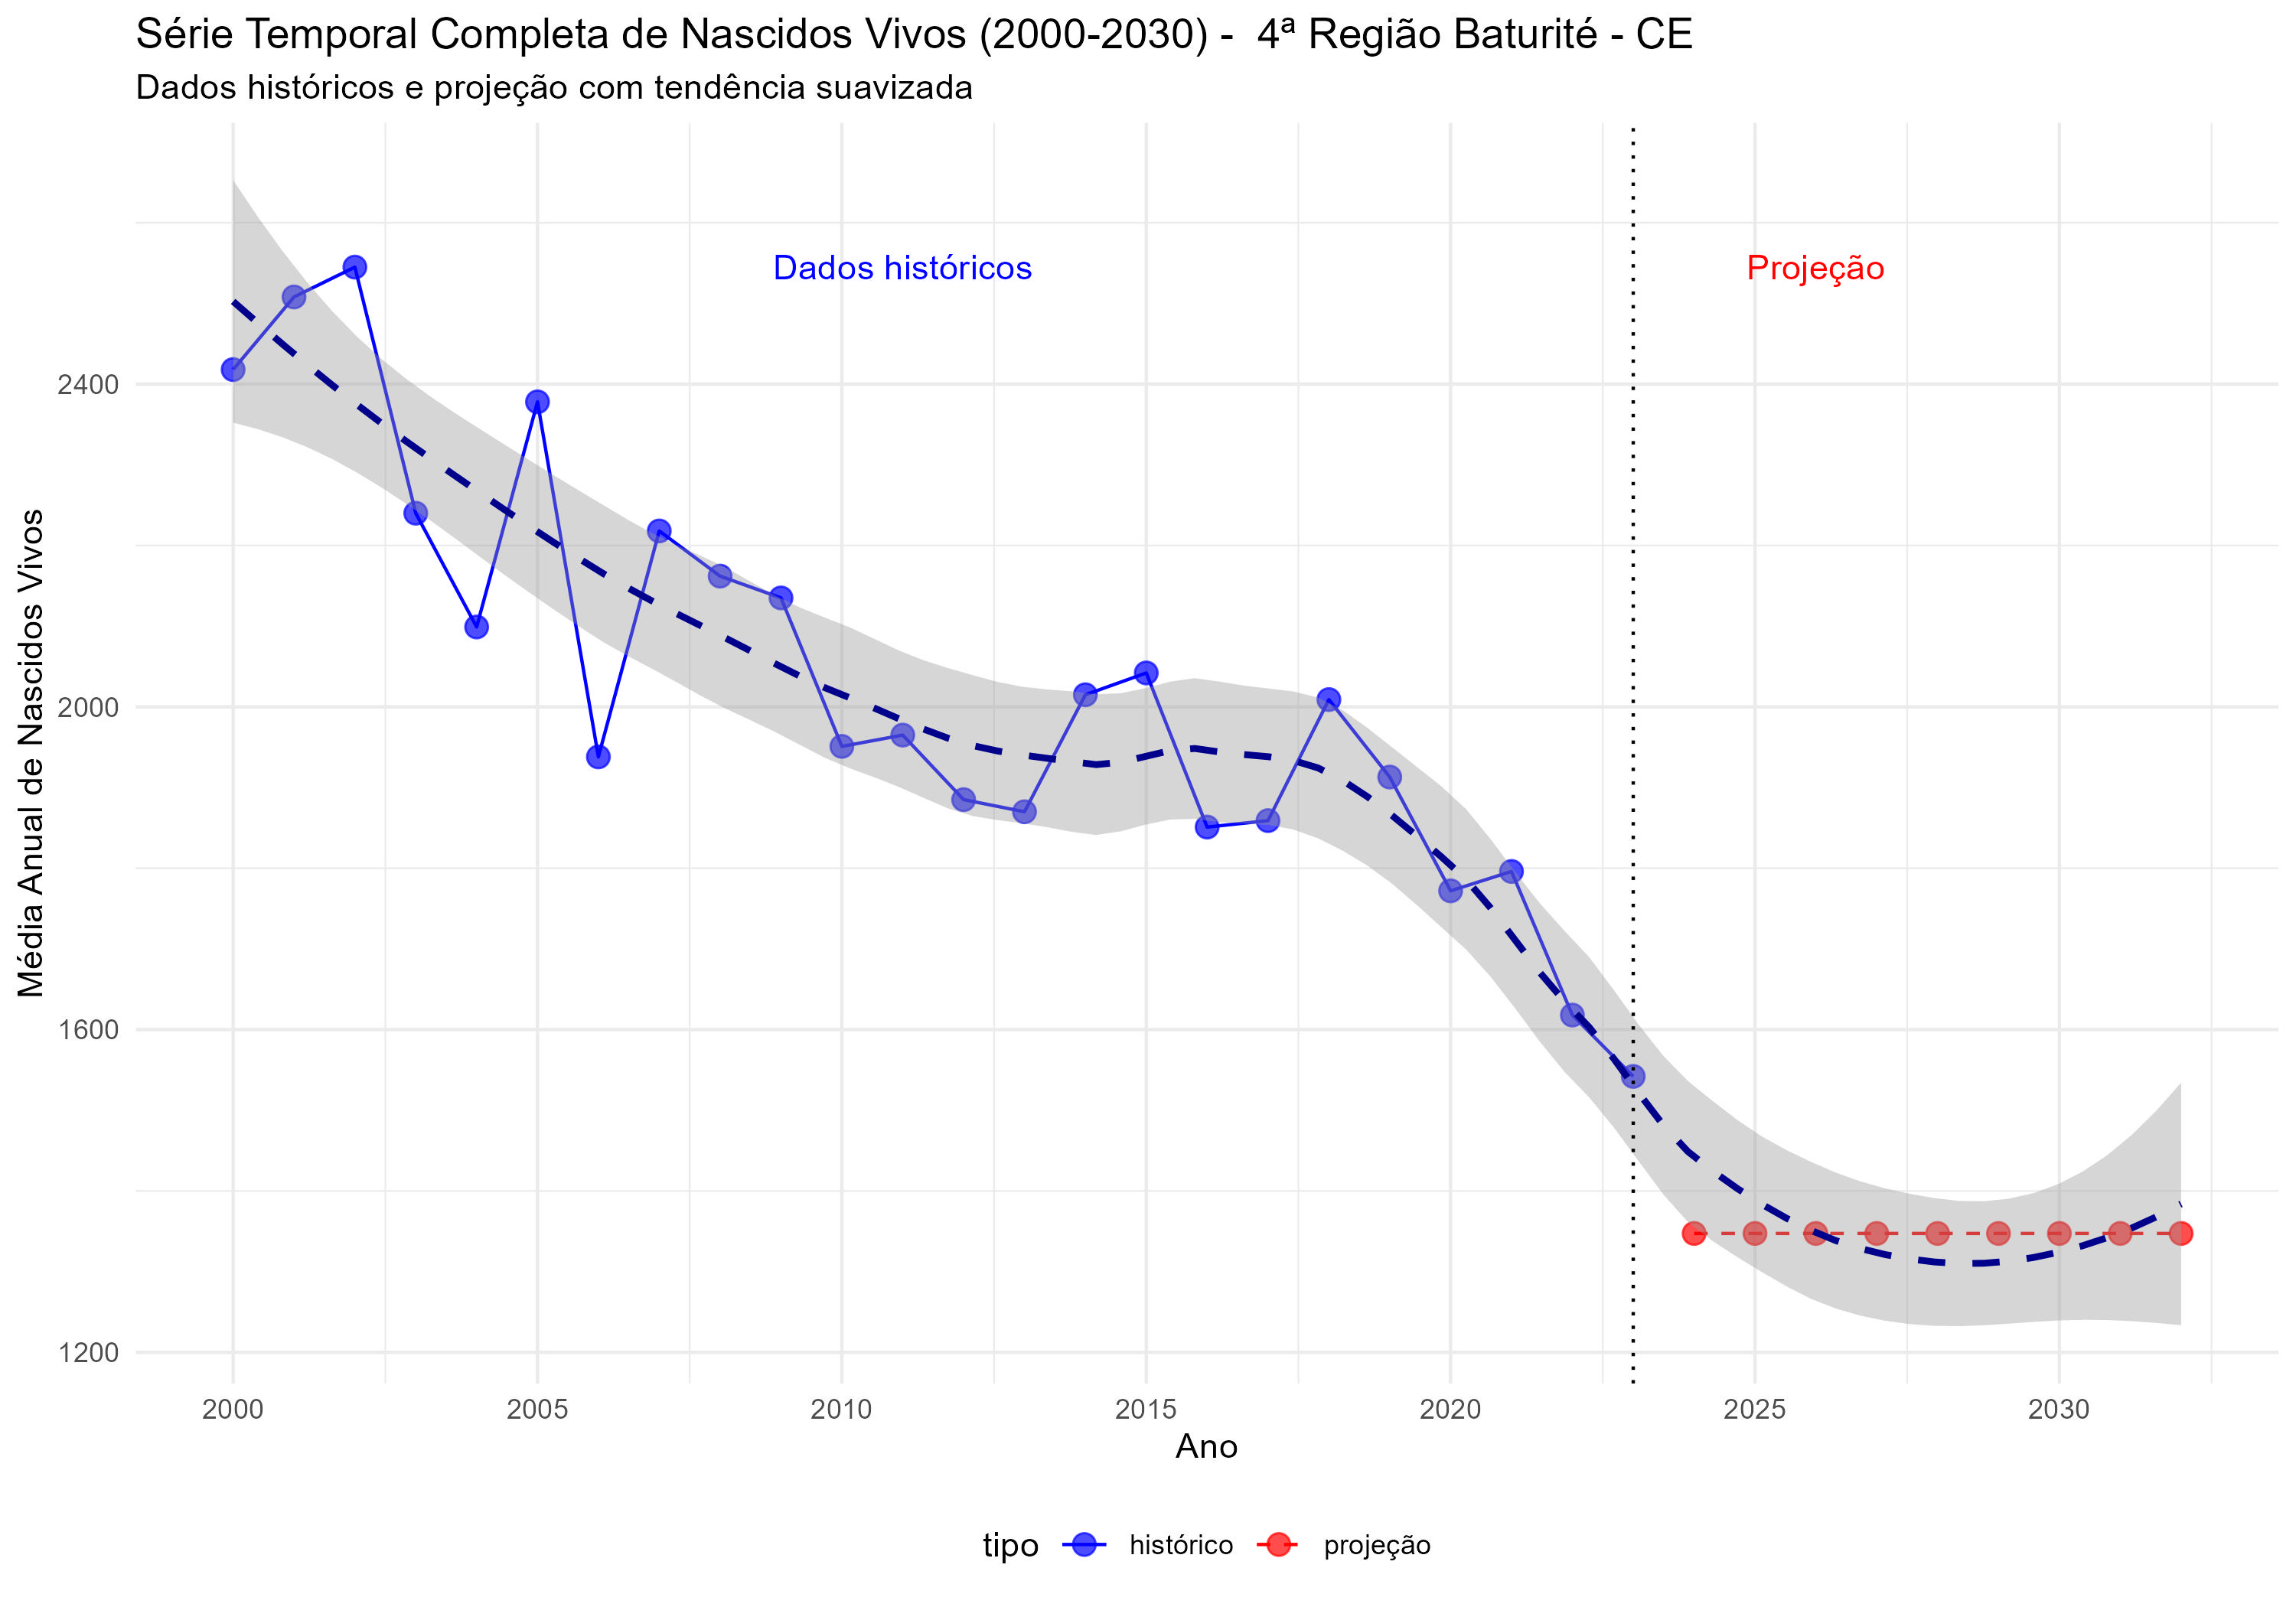 Série Temporal Completa de Nascidos Vivos (2000-2030) -  4ª Região Baturité - CE
Dados históricos e projeção com tendência suavizada
Dados históricos
Projeção
Média Anual de Nascidos Vivos
2400
2000
1600
1200
2000
2005
2010
2015
2020
2025
2030
Ano
tipo
histórico
projeção